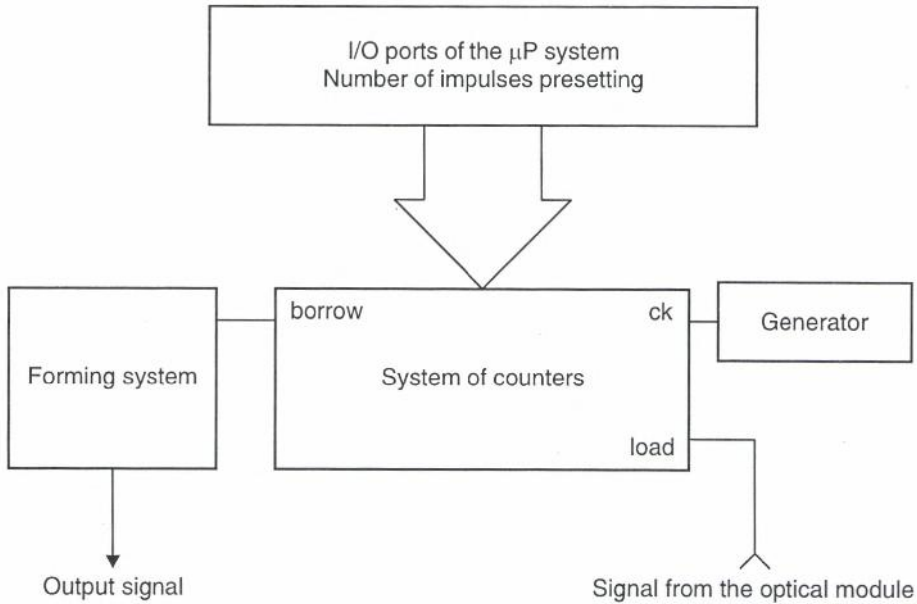 I/O ports of the μP system
Number of impulses presetting
borrow
ck
Generator
Forming system
System of counters
load
Output signal
Signal from the optical module